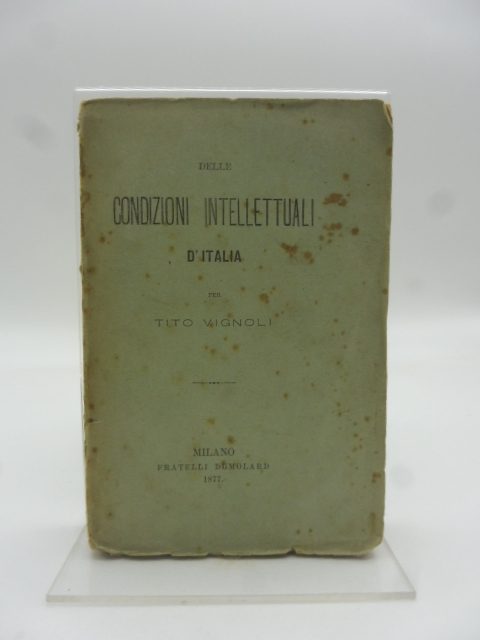 DELLE
CONDIZIONI INTELLETTUALI
D'ITALIA
PER
TITO VIGNOLI
MILANO
FRATELLI DUMOLARD
1877.